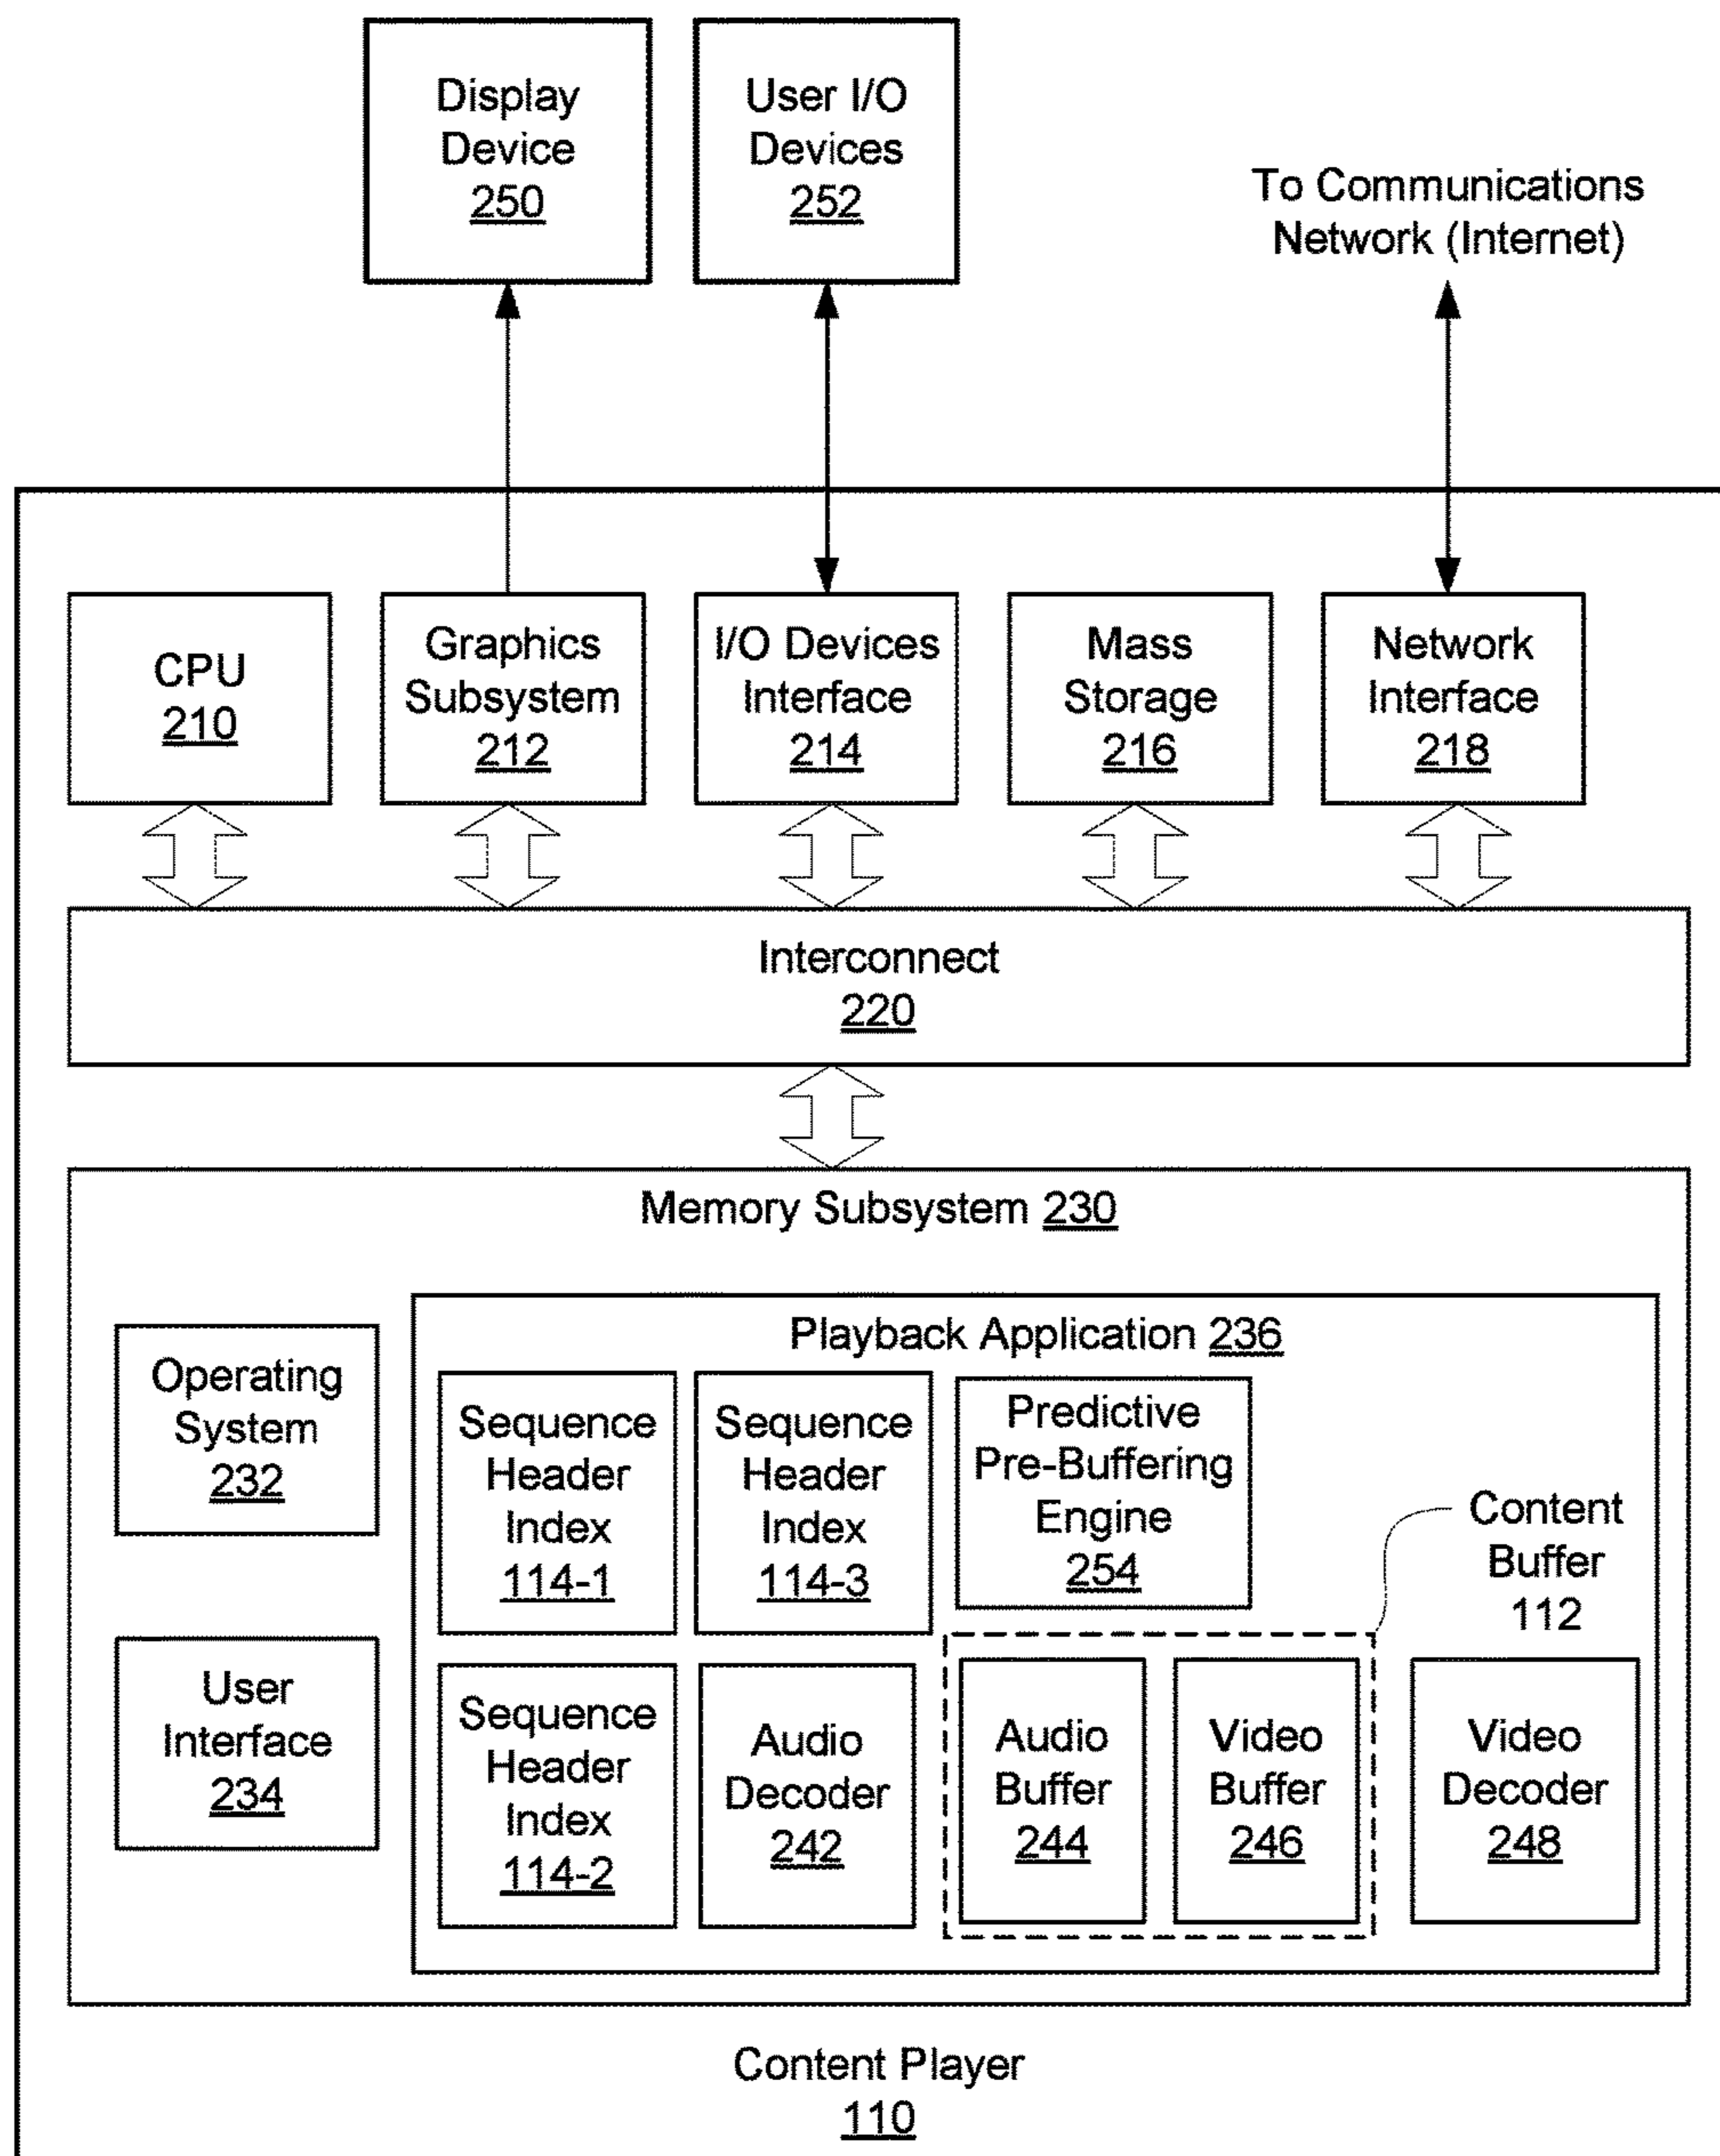 Display
Device
250
User I/O
Devices
252
To Communications
Network (Internet)
CPU
210
Graphics
Subsystem
212
I/O Devices
Interface
214
Mass
Storage
216
Network
Interface
218
Interconnect
220
Memory Subsystem 230
Operating
System
232
User
Interface
234
Playback Application 236
Sequence
Header
Index
114-1
Sequence
Header
Index
114-3
Predictive
Pre-Buffering
Engine
254
Content
Buffer
112
Sequence
Header
Index
114-2
Audio
Decoder
242
Audio
Buffer
244
Video
Buffer
246
Video
Decoder
248
Content Player
110